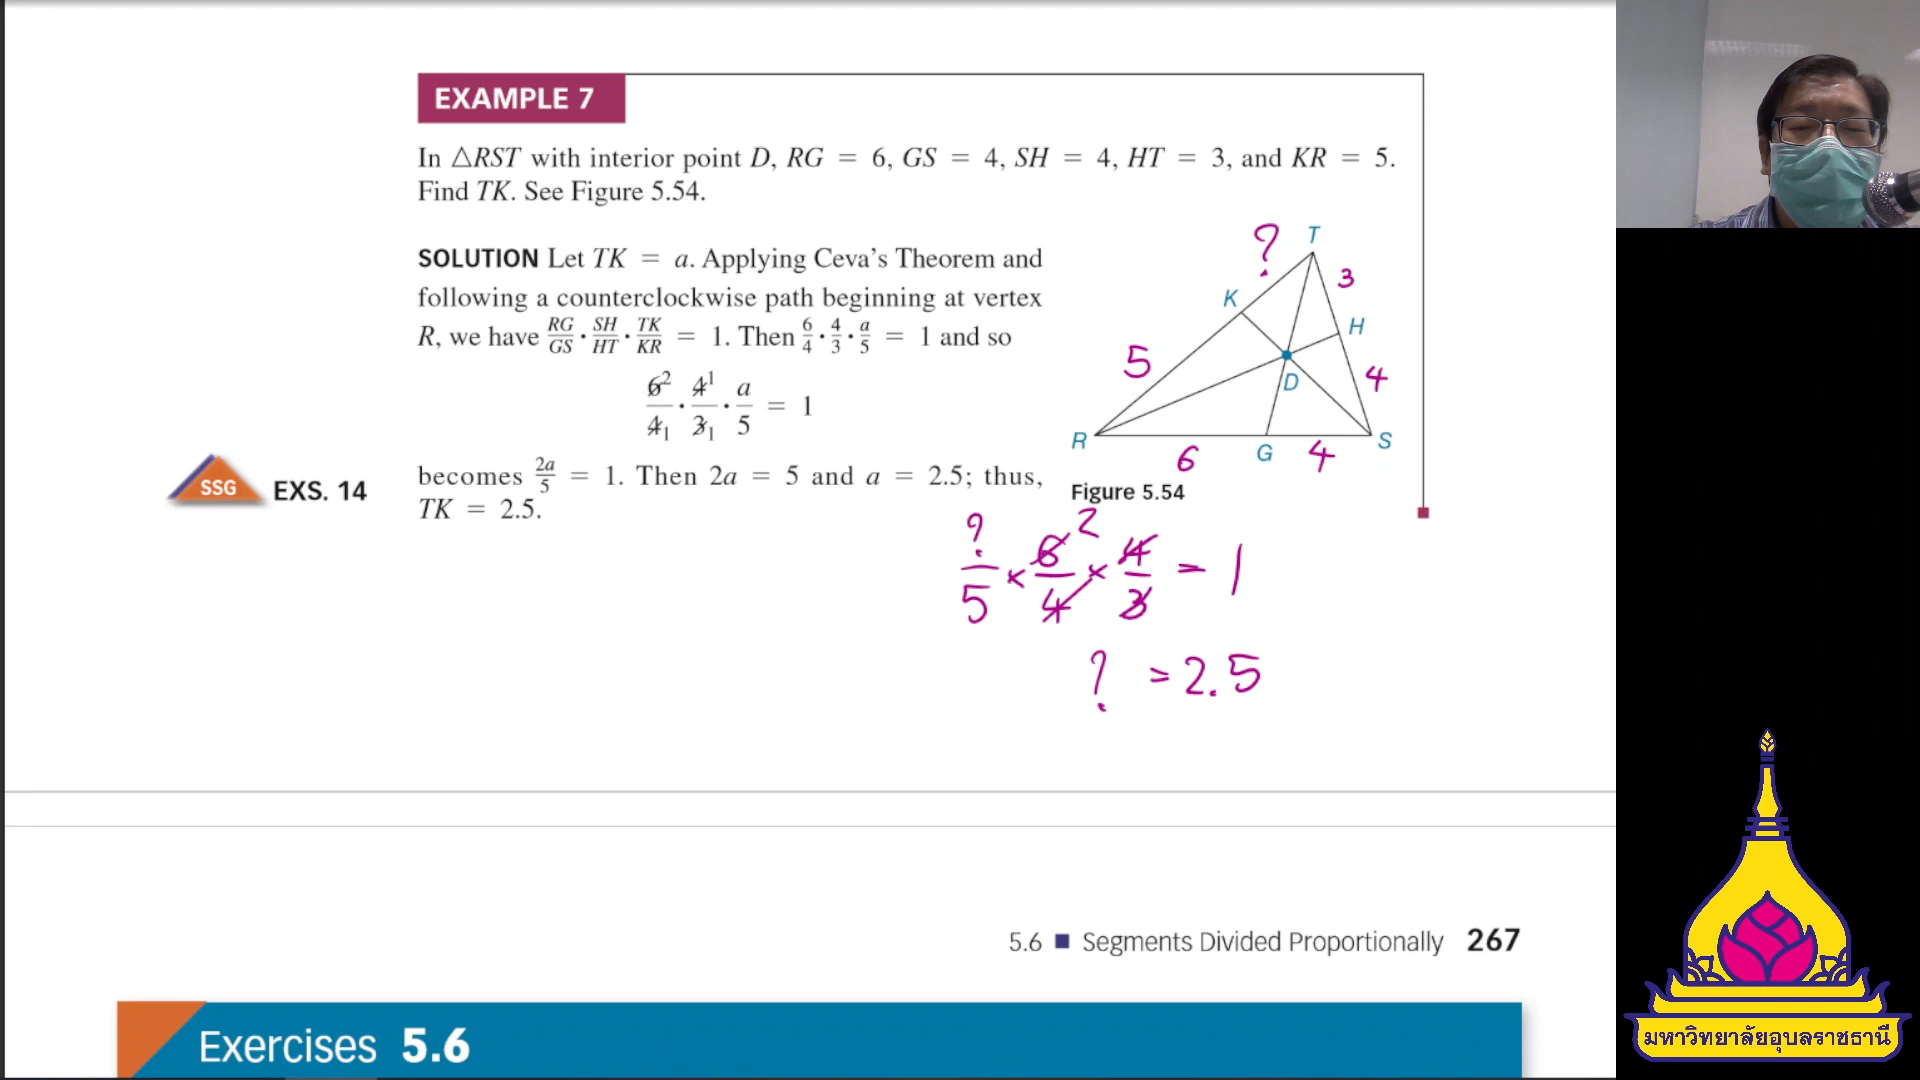 EXAMPLE 7
In △RST with interior point D, RG = 6, GS = 4, SH = 4, HT = 3, and KR = 5.
Find TK. See Figure 5.54.
SOLUTION Let TK = a. Applying Ceva's Theorem and
following a counterclockwise path beginning at vertex
R, we have RG/GS · SH/HT · TK/KR = 1. Then 6/4 · 4/3 · a/5 = 1 and so
6²/4₁ · 4¹/3₁ · a/5 = 1
becomes 2a/5 = 1. Then 2a = 5 and a = 2.5; thus,
TK = 2.5.
SSG EXS. 14
? T
3
K
H
5
D
4
R
G
S
6
4
Figure 5.54
?/5 × 6/4 2 × 4/3 = 1
? = 2.5
5.6 ■ Segments Divided Proportionally 267
Exercises 5.6
มหาวิทยาลัยอุบลราชธานี